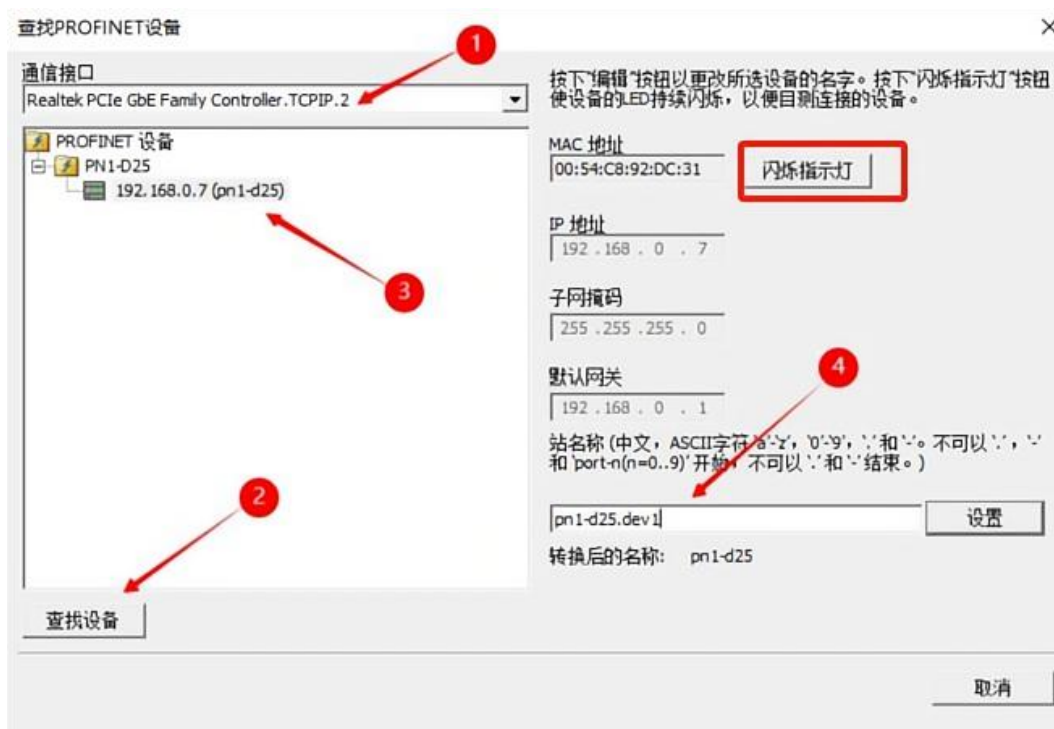 查找PROFINET设备
1
通信接口
Realtek PCIe GbE Family Controller.TCPIP.2
PROFINET 设备
PN1-D25
192.168.0.7 (pn1-d25)
3
2
查找设备
按下"编辑"按钮以更改所选设备的名字。按下"闪烁指示灯"按钮
使设备的LED持续闪烁，以便目测连接的设备。
MAC 地址
00:54:C8:92:DC:31
闪烁指示灯
IP 地址
192 .168 . 0 . 7
子网掩码
255 .255 .255 . 0
默认网关
4
192 .168 . 0 . 1
站名称 (中文，ASCII字符 'a'-'z'，'0'-'9'，'.' 和 '-'。不可以 '.'，'-'
和 'port-n(n=0..9)' 开始，不可以 '.' 和 '-' 结束。)
pn1-d25.dev1
设置
转换后的名称: pn1-d25
取消